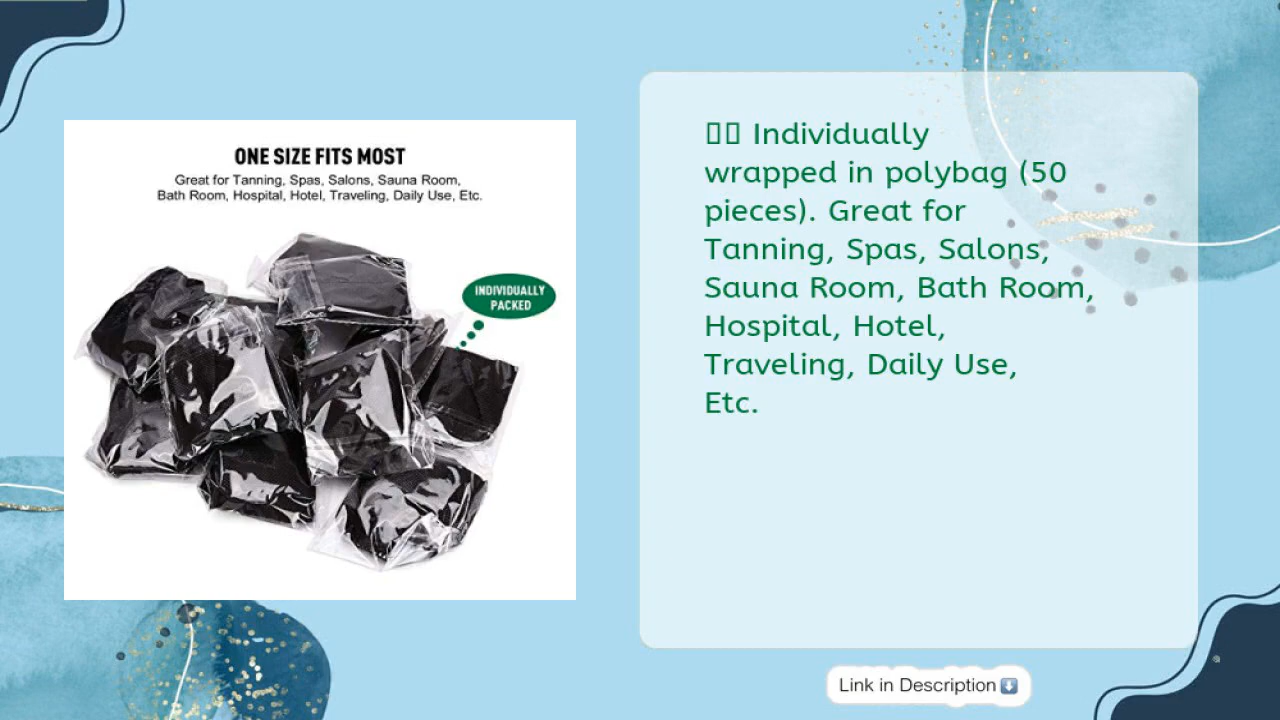 ONE SIZE FITS MOST
Great for Tanning, Spas, Salons, Sauna Room,
Bath Room, Hospital, Hotel, Traveling, Daily Use, Etc.
INDIVIDUALLY
PACKED
Individually
wrapped in polybag (50
pieces). Great for
Tanning, Spas, Salons,
Sauna Room, Bath Room,
Hospital, Hotel,
Traveling, Daily Use,
Etc.
Link in Description